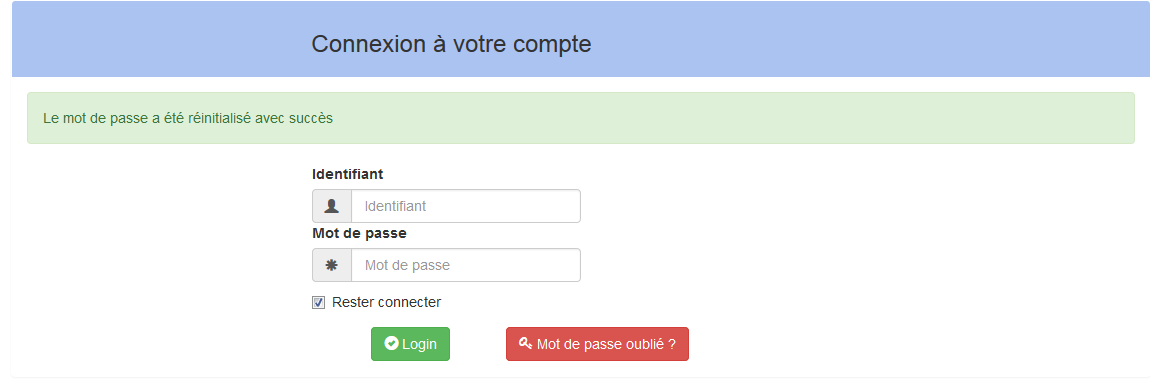 Connexion à votre compte
Le mot de passe a été réinitialisé avec succès
Identifiant
Identifiant
Mot de passe
Mot de passe
Rester connecter
Login Mot de passe oublié ?